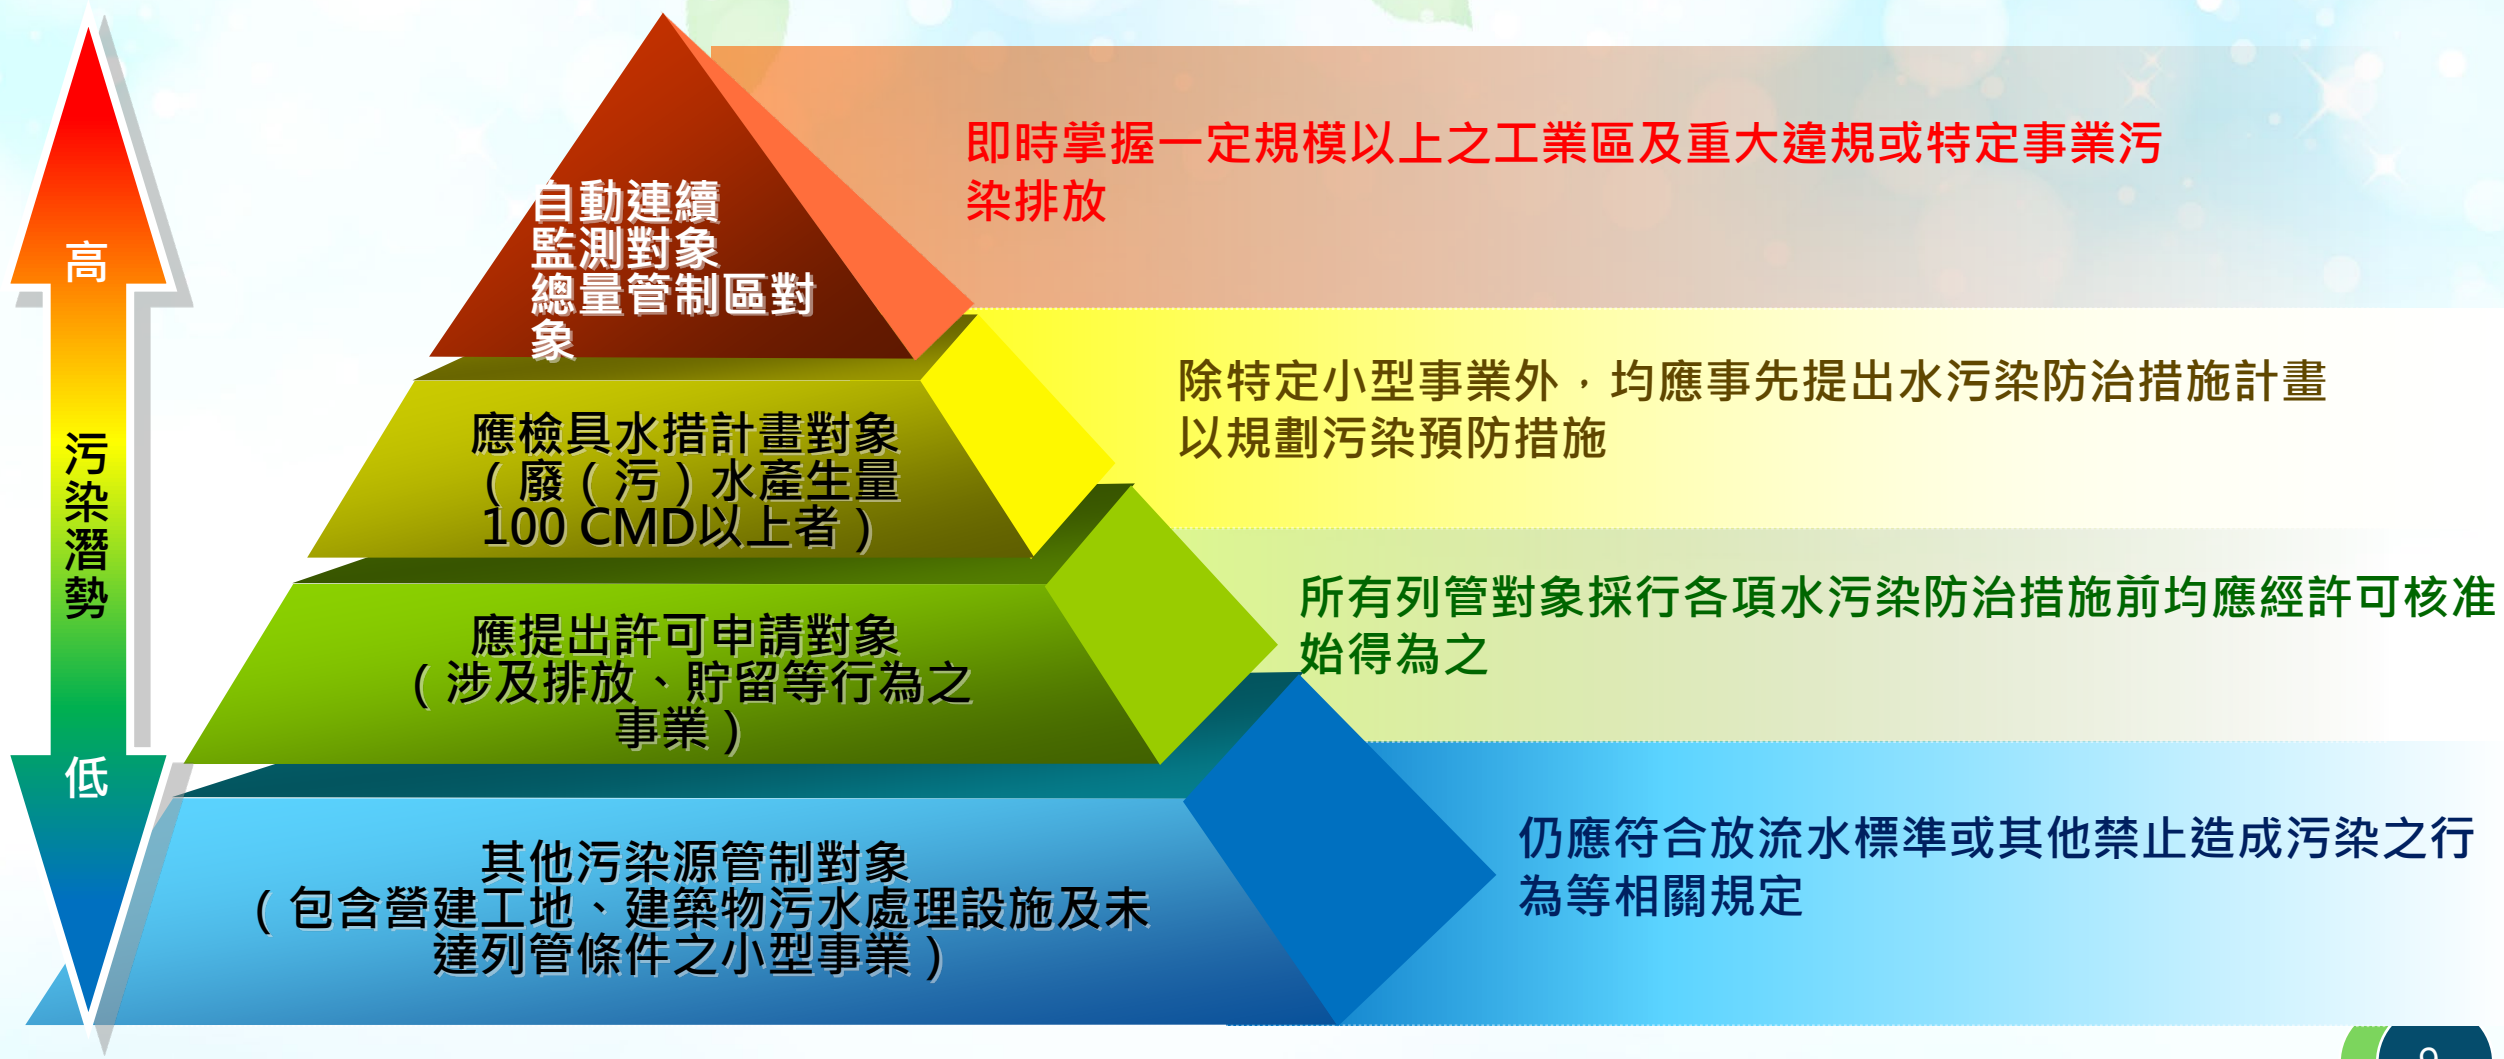 高
污染潛勢
低
自動連續
監測對象
總量管制區對
象
即時掌握一定規模以上之工業區及重大違規或特定事業污
染排放
應檢具水措計畫對象
（廢（污）水產生量
100 CMD以上者）
除特定小型事業外，均應事先提出水污染防治措施計畫
以規劃污染預防措施
應提出許可申請對象
（涉及排放、貯留等行為之
事業）
所有列管對象採行各項水污染防治措施前均應經許可核准
始得為之
其他污染源管制對象
（包含營建工地、建築物污水處理設施及未
達列管條件之小型事業）
仍應符合放流水標準或其他禁止造成污染之行
為等相關規定